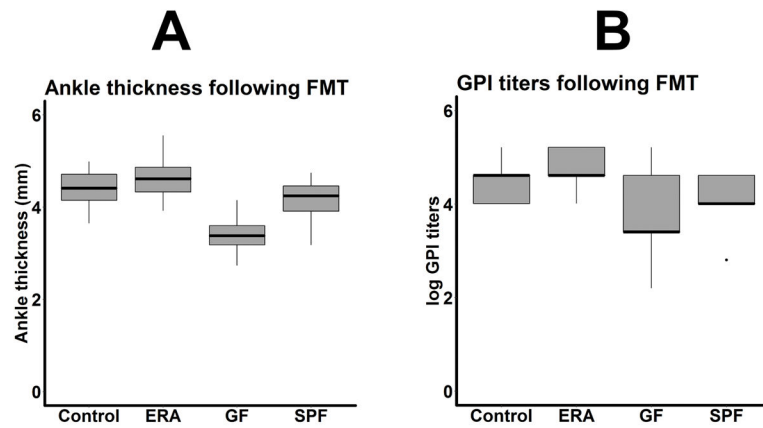 A
Ankle thickness following FMT
Ankle thickness (mm)
6
4
2
0
Control ERA GF SPF
B
GPI titers following FMT
log GPI titers
6
4
2
0
Control ERA GF SPF